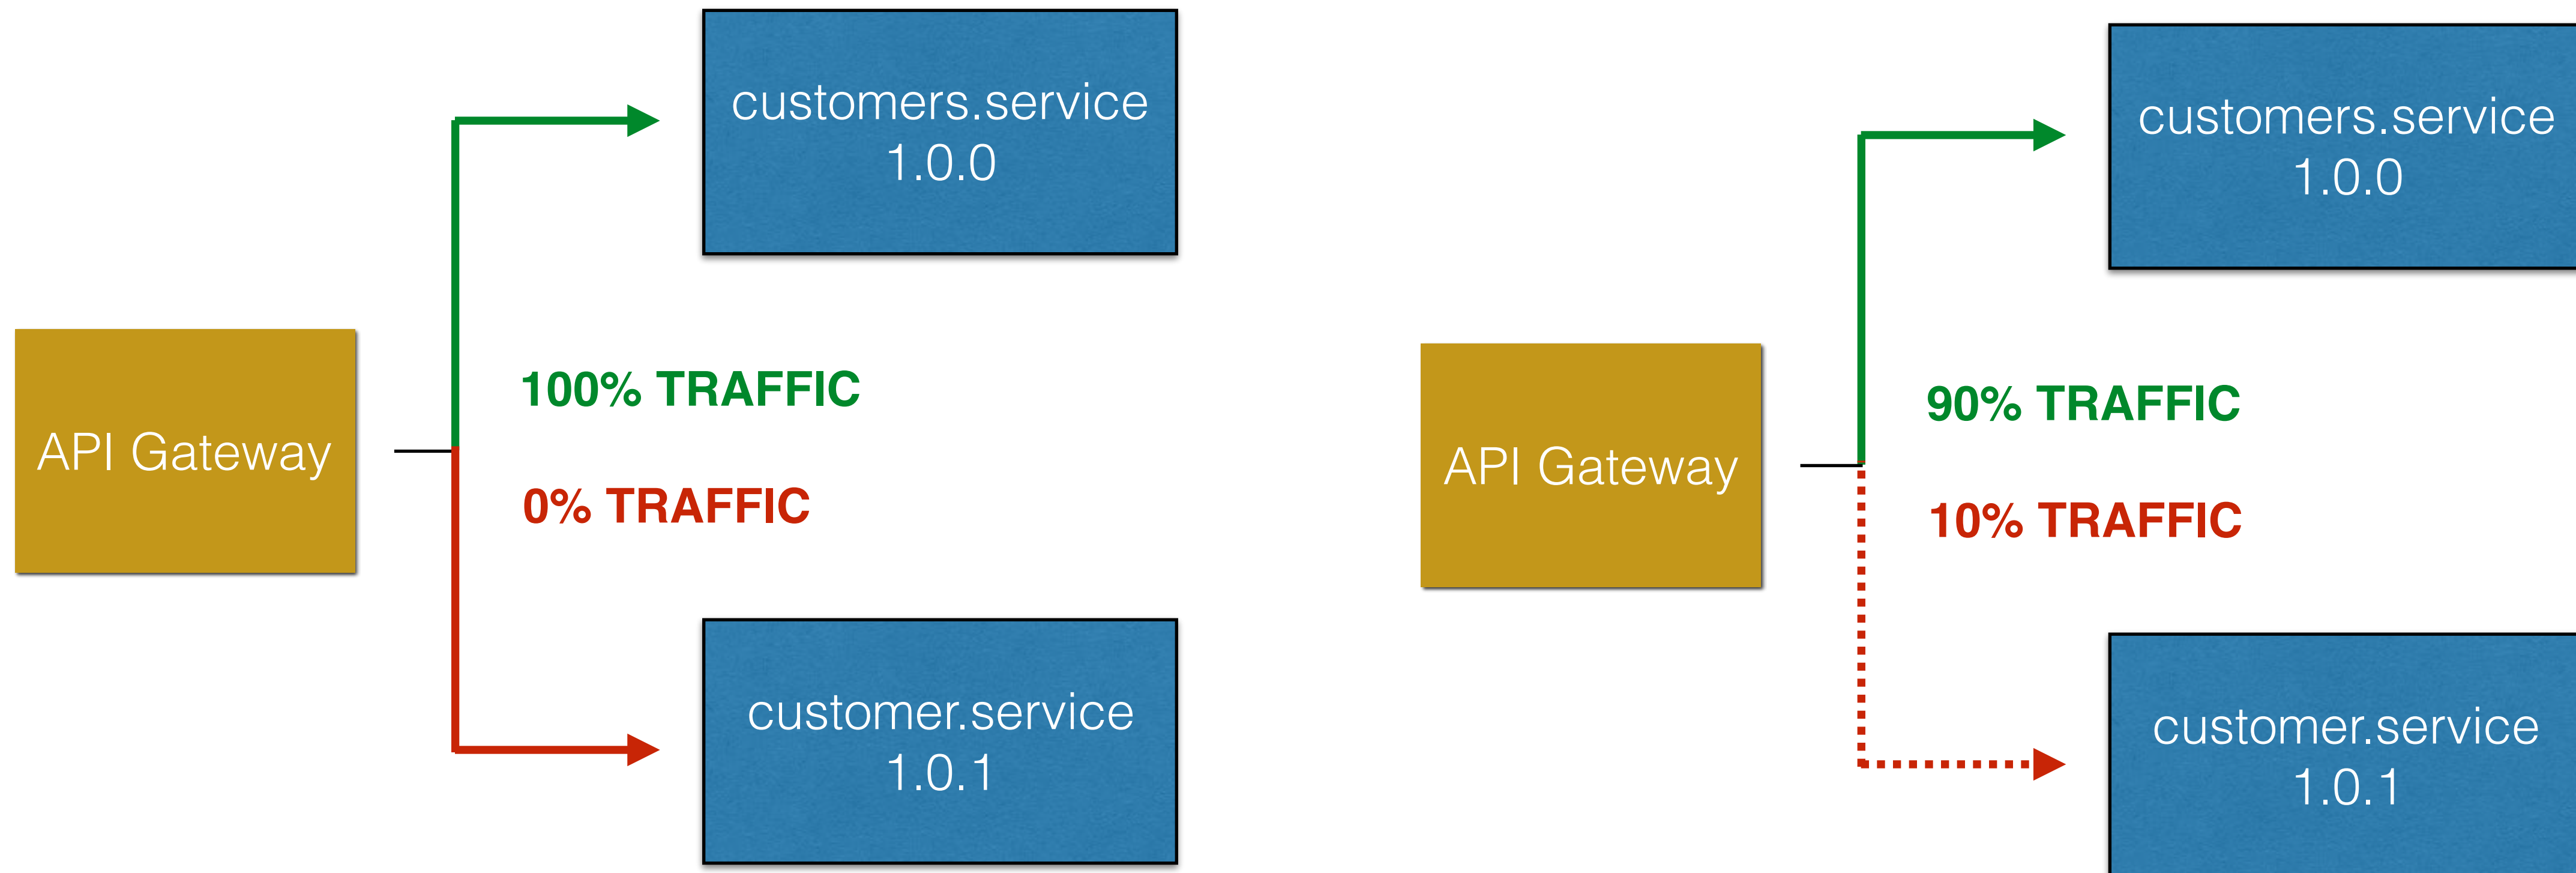 customers.service
1.0.0
API Gateway
100% TRAFFIC
0% TRAFFIC
customer.service
1.0.1
customers.service
1.0.0
API Gateway
90% TRAFFIC
10% TRAFFIC
customer.service
1.0.1